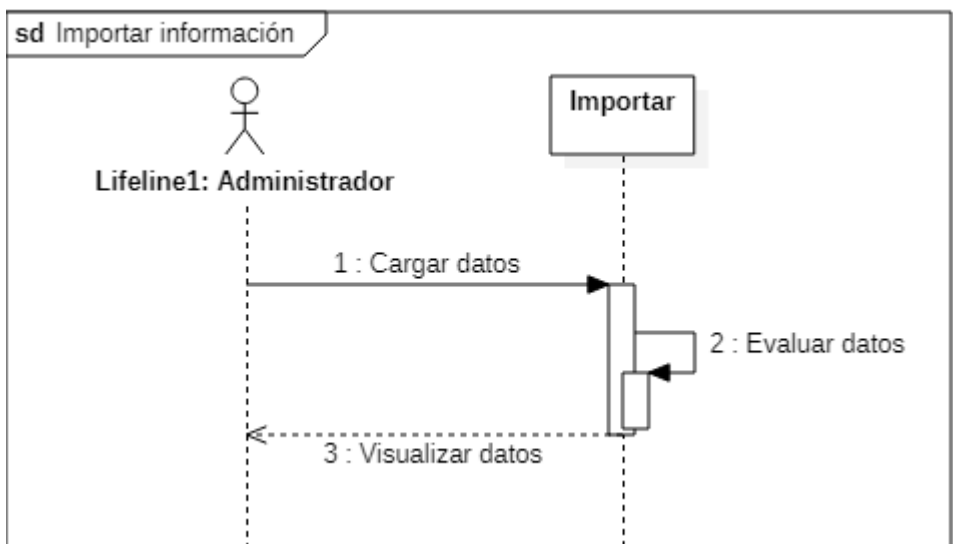 sd Importar información
Importar
Lifeline1: Administrador
1 : Cargar datos
2 : Evaluar datos
3 : Visualizar datos